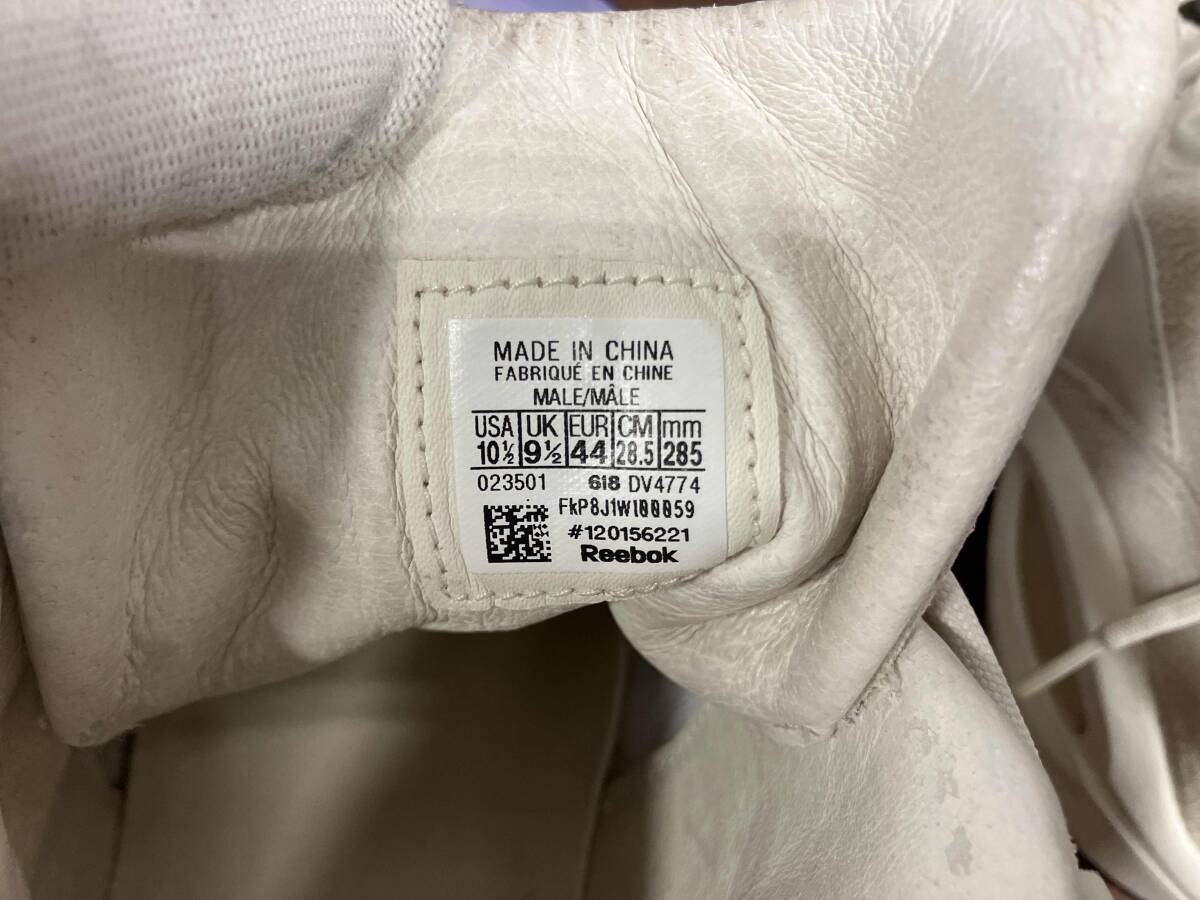 MADE IN CHINA
FABRIQUÉ EN CHINE
MALE/MÂLE
USA UK EUR CM mm
10½ 9½ 44 28.5 285
023501 618 DV4774
FkP8J1W100059
#120156221
Reebok